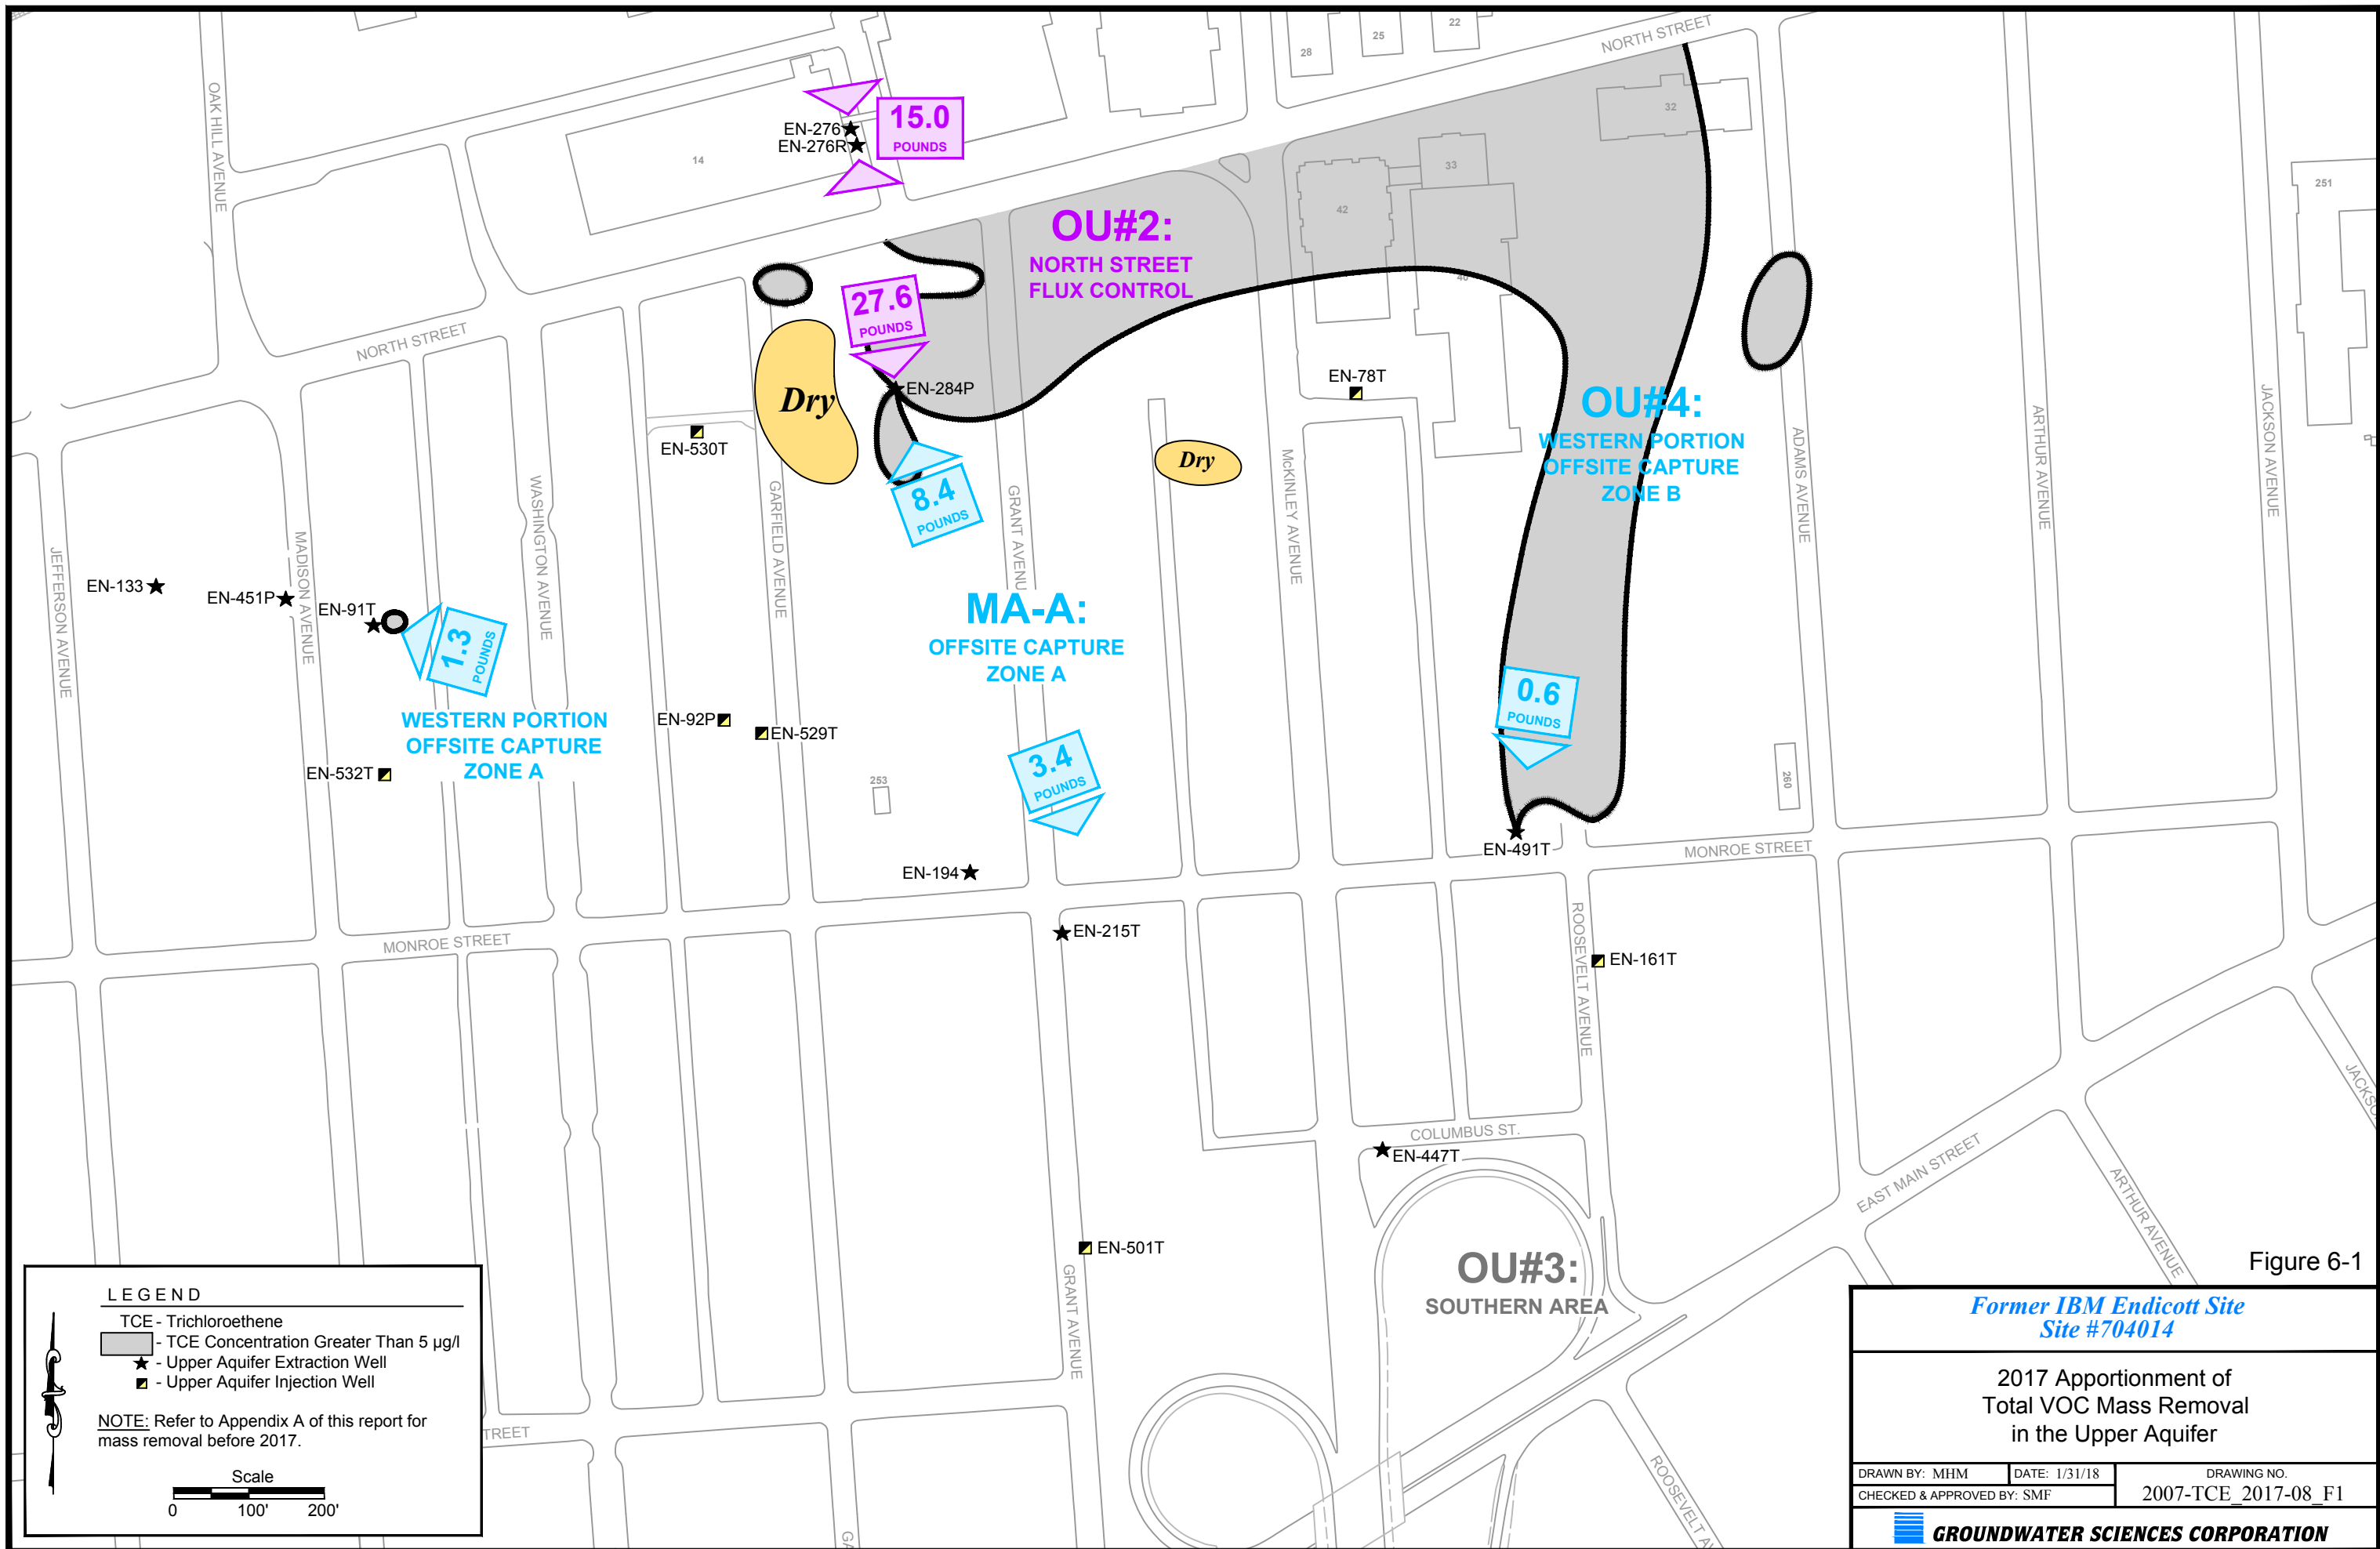 NORTH STREET
22
25
28
OAK HILL AVENUE
EN-276
EN-276R
15.0
POUNDS
14
32
33
42
40
251
OU#2:
NORTH STREET
FLUX CONTROL
27.6
POUNDS
NORTH STREET
Dry
EN-284P
EN-78T
EN-530T
Dry
8.4
POUNDS
OU#4:
WESTERN PORTION
OFFSITE CAPTURE
ZONE B
JEFFERSON AVENUE
MADISON AVENUE
WASHINGTON AVENUE
GARFIELD AVENUE
GRANT AVENU
McKINLEY AVENUE
ADAMS AVENUE
ARTHUR AVENUE
JACKSON AVENUE
EN-133
EN-451P
EN-91T
1.3
POUNDS
MA-A:
OFFSITE CAPTURE
ZONE A
WESTERN PORTION
OFFSITE CAPTURE
ZONE A
EN-92P
EN-529T
EN-532T
253
3.4
POUNDS
0.6
POUNDS
260
EN-491T
MONROE STREET
EN-194
EN-215T
MONROE STREET
ROOSEVELT AVENUE
EN-161T
COLUMBUS ST.
EN-447T
EAST MAIN STREET
ARTHUR AVENUE
JACKSO
EN-501T
GRANT AVENUE
OU#3:
SOUTHERN AREA
ROOSEVELT AV
TREET
GA
LEGEND
TCE - Trichloroethene
- TCE Concentration Greater Than 5 µg/l
- Upper Aquifer Extraction Well
- Upper Aquifer Injection Well
NOTE: Refer to Appendix A of this report for
mass removal before 2017.
Scale
0 100' 200'
Figure 6-1
Former IBM Endicott Site
Site #704014
2017 Apportionment of
Total VOC Mass Removal
in the Upper Aquifer
DRAWN BY: MHM
DATE: 1/31/18
DRAWING NO.
CHECKED & APPROVED BY: SMF
2007-TCE_2017-08_F1
GROUNDWATER SCIENCES CORPORATION